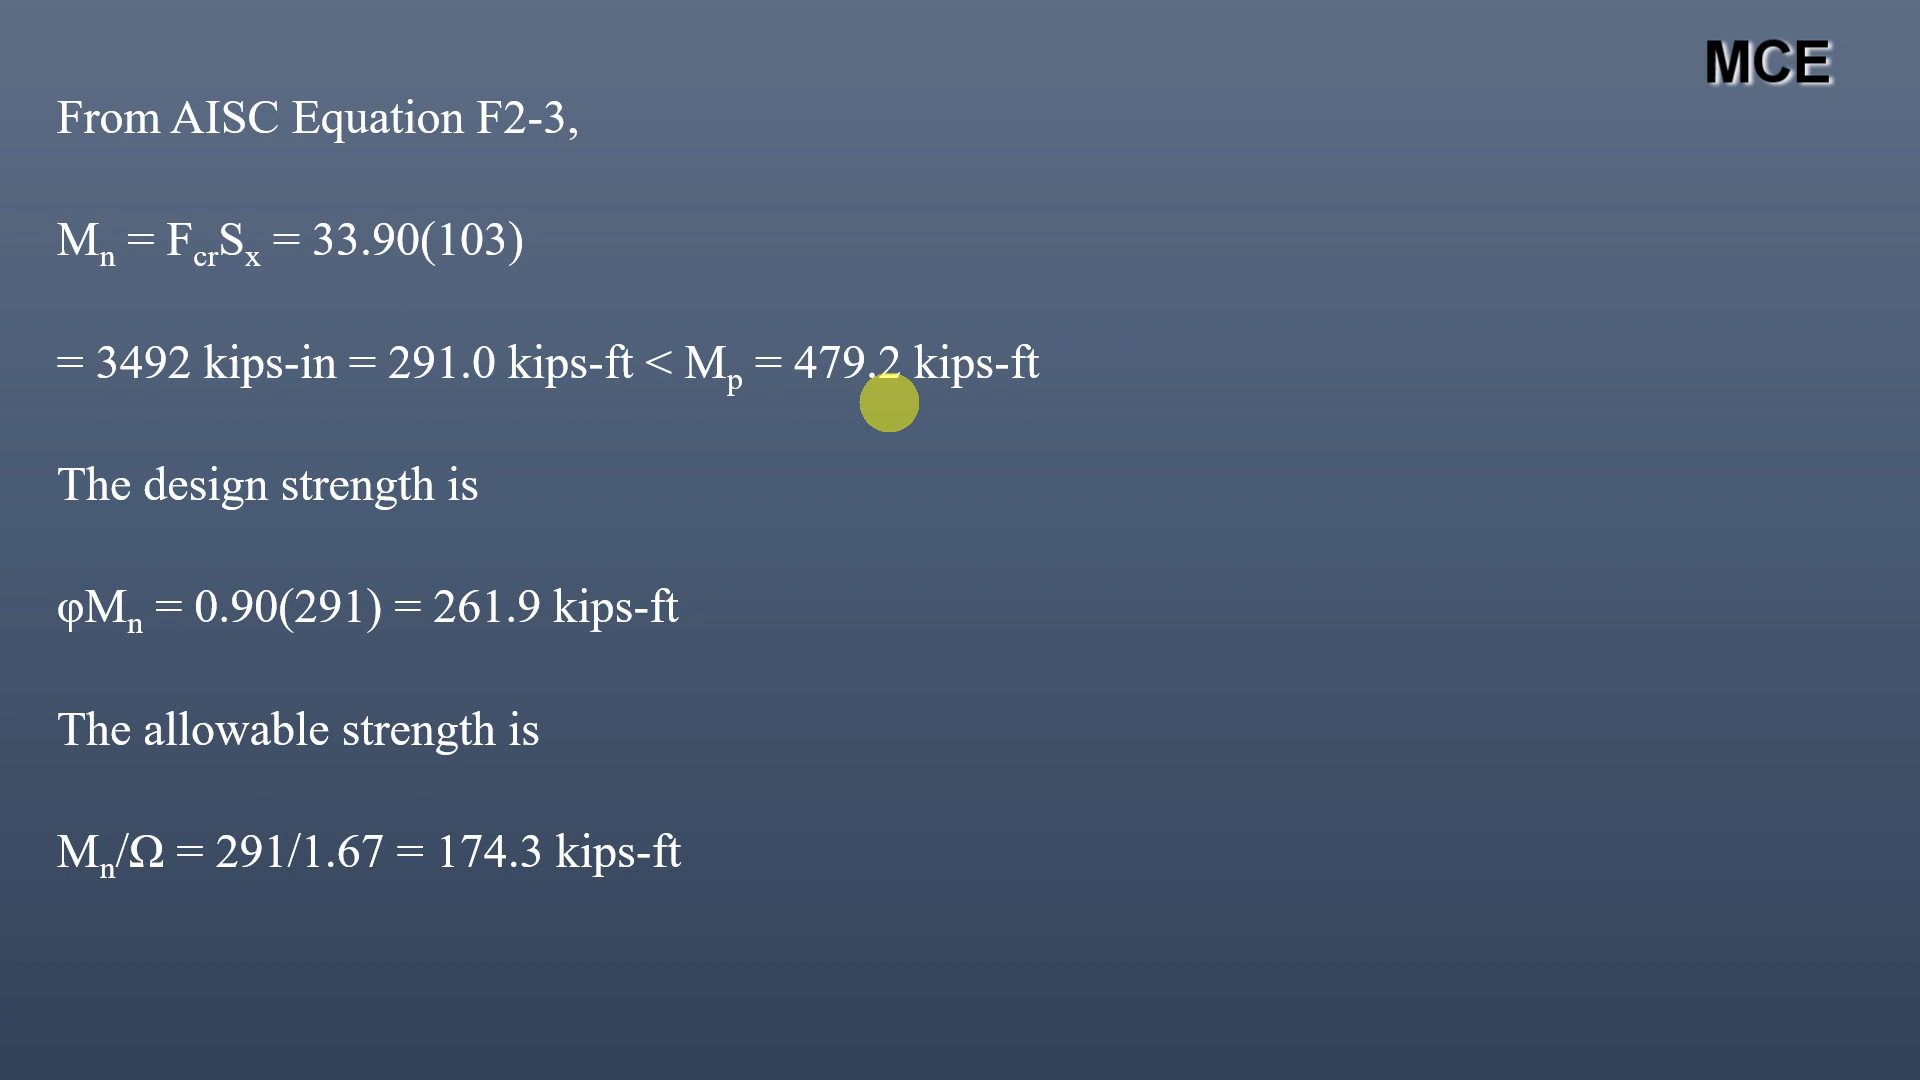 MCE
From AISC Equation F2-3,
Mₙ = F꜀ᵣSₓ = 33.90(103)
= 3492 kips-in = 291.0 kips-ft < Mₚ = 479.2 kips-ft
The design strength is
φMₙ = 0.90(291) = 261.9 kips-ft
The allowable strength is
Mₙ/Ω = 291/1.67 = 174.3 kips-ft